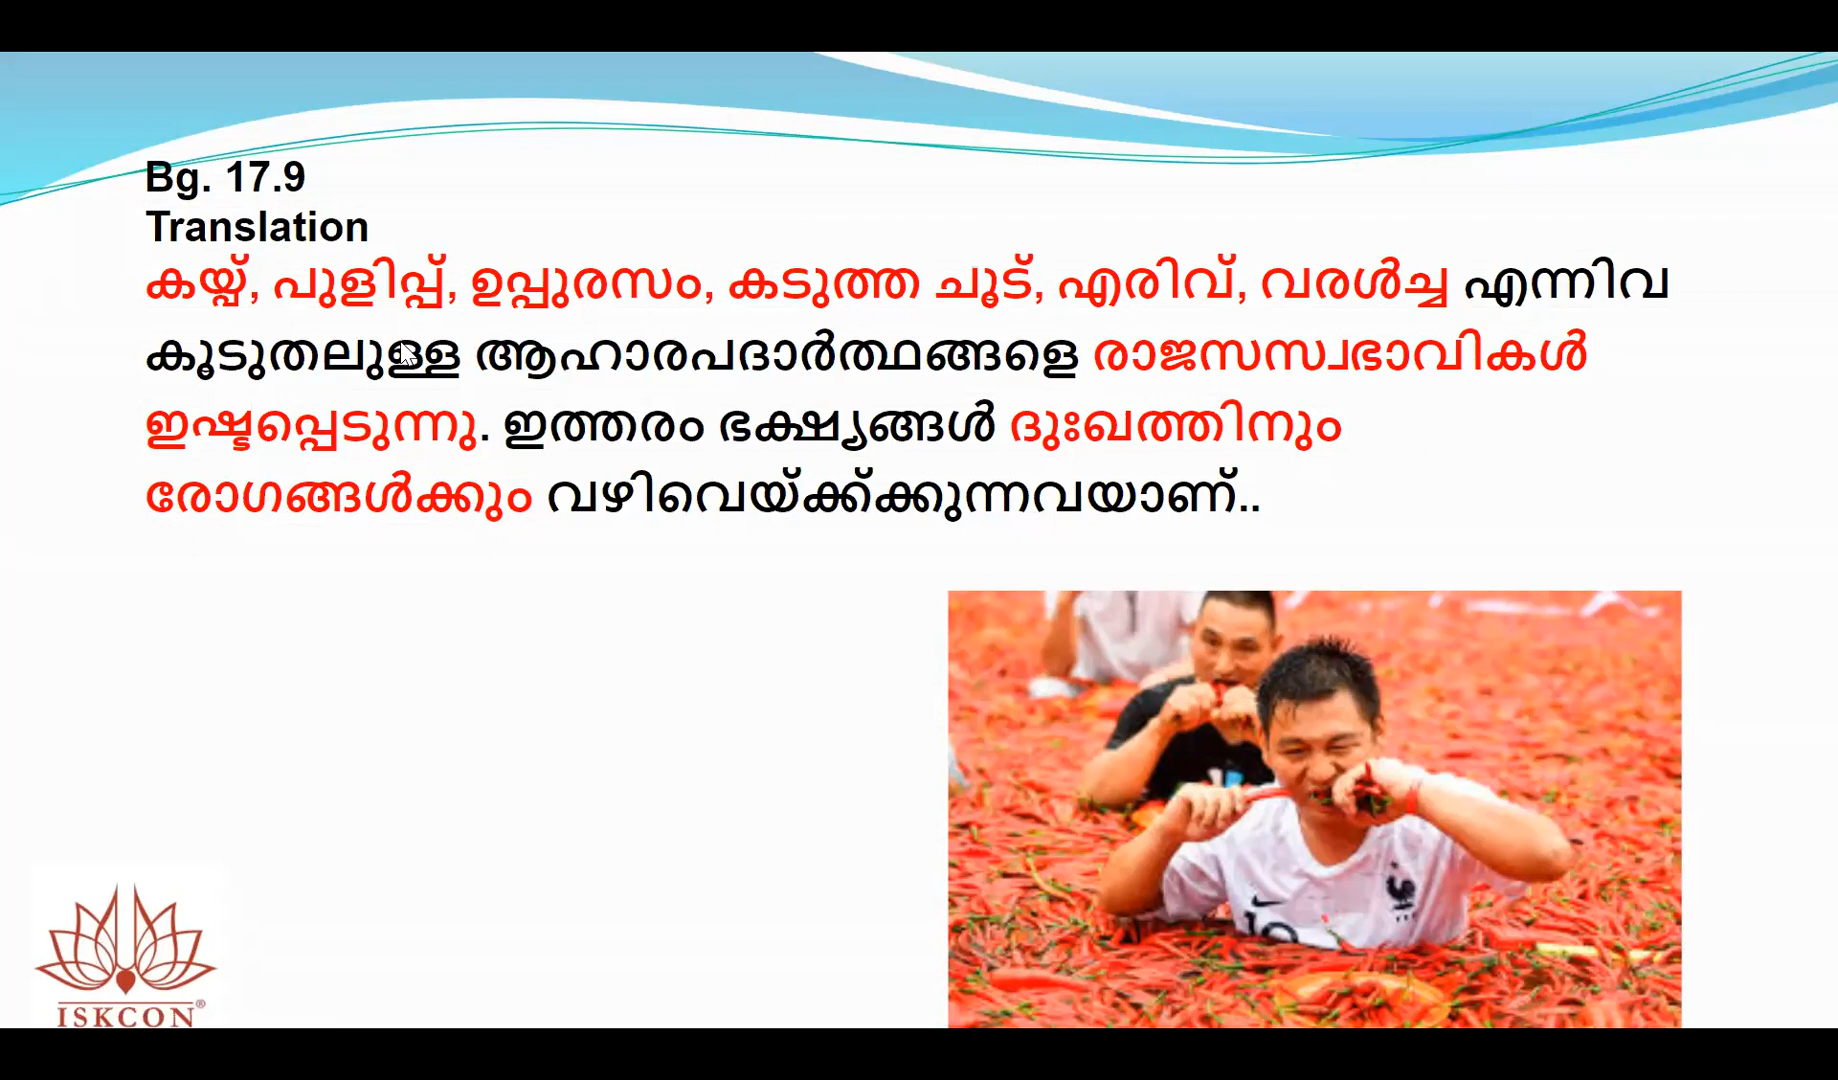 Bg. 17.9
Translation
കയ്പ്, പുളിപ്പ്, ഉപ്പുരസം, കടുത്ത ചൂട്, എരിവ്, വരൾച്ച എന്നിവ
കൂടുതലുള്ള ആഹാരപദാർത്ഥങ്ങളെ രാജസസ്വഭാവികൾ
ഇഷ്ടപ്പെടുന്നു. ഇത്തരം ഭക്ഷ്യങ്ങൾ ദുഃഖത്തിനും
രോഗങ്ങൾക്കും വഴിവെയ്ക്ക്ക്കുന്നവയാണ്..
ISKCON®